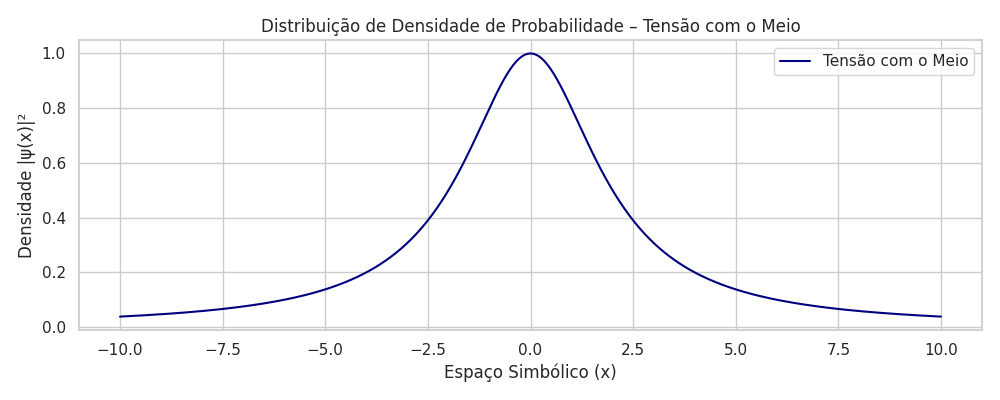 Distribuição de Densidade de Probabilidade – Tensão com o Meio
Tensão com o Meio
Densidade |ψ(x)|²
1.0
0.8
0.6
0.4
0.2
0.0
−10.0 −7.5 −5.0 −2.5 0.0 2.5 5.0 7.5 10.0
Espaço Simbólico (x)